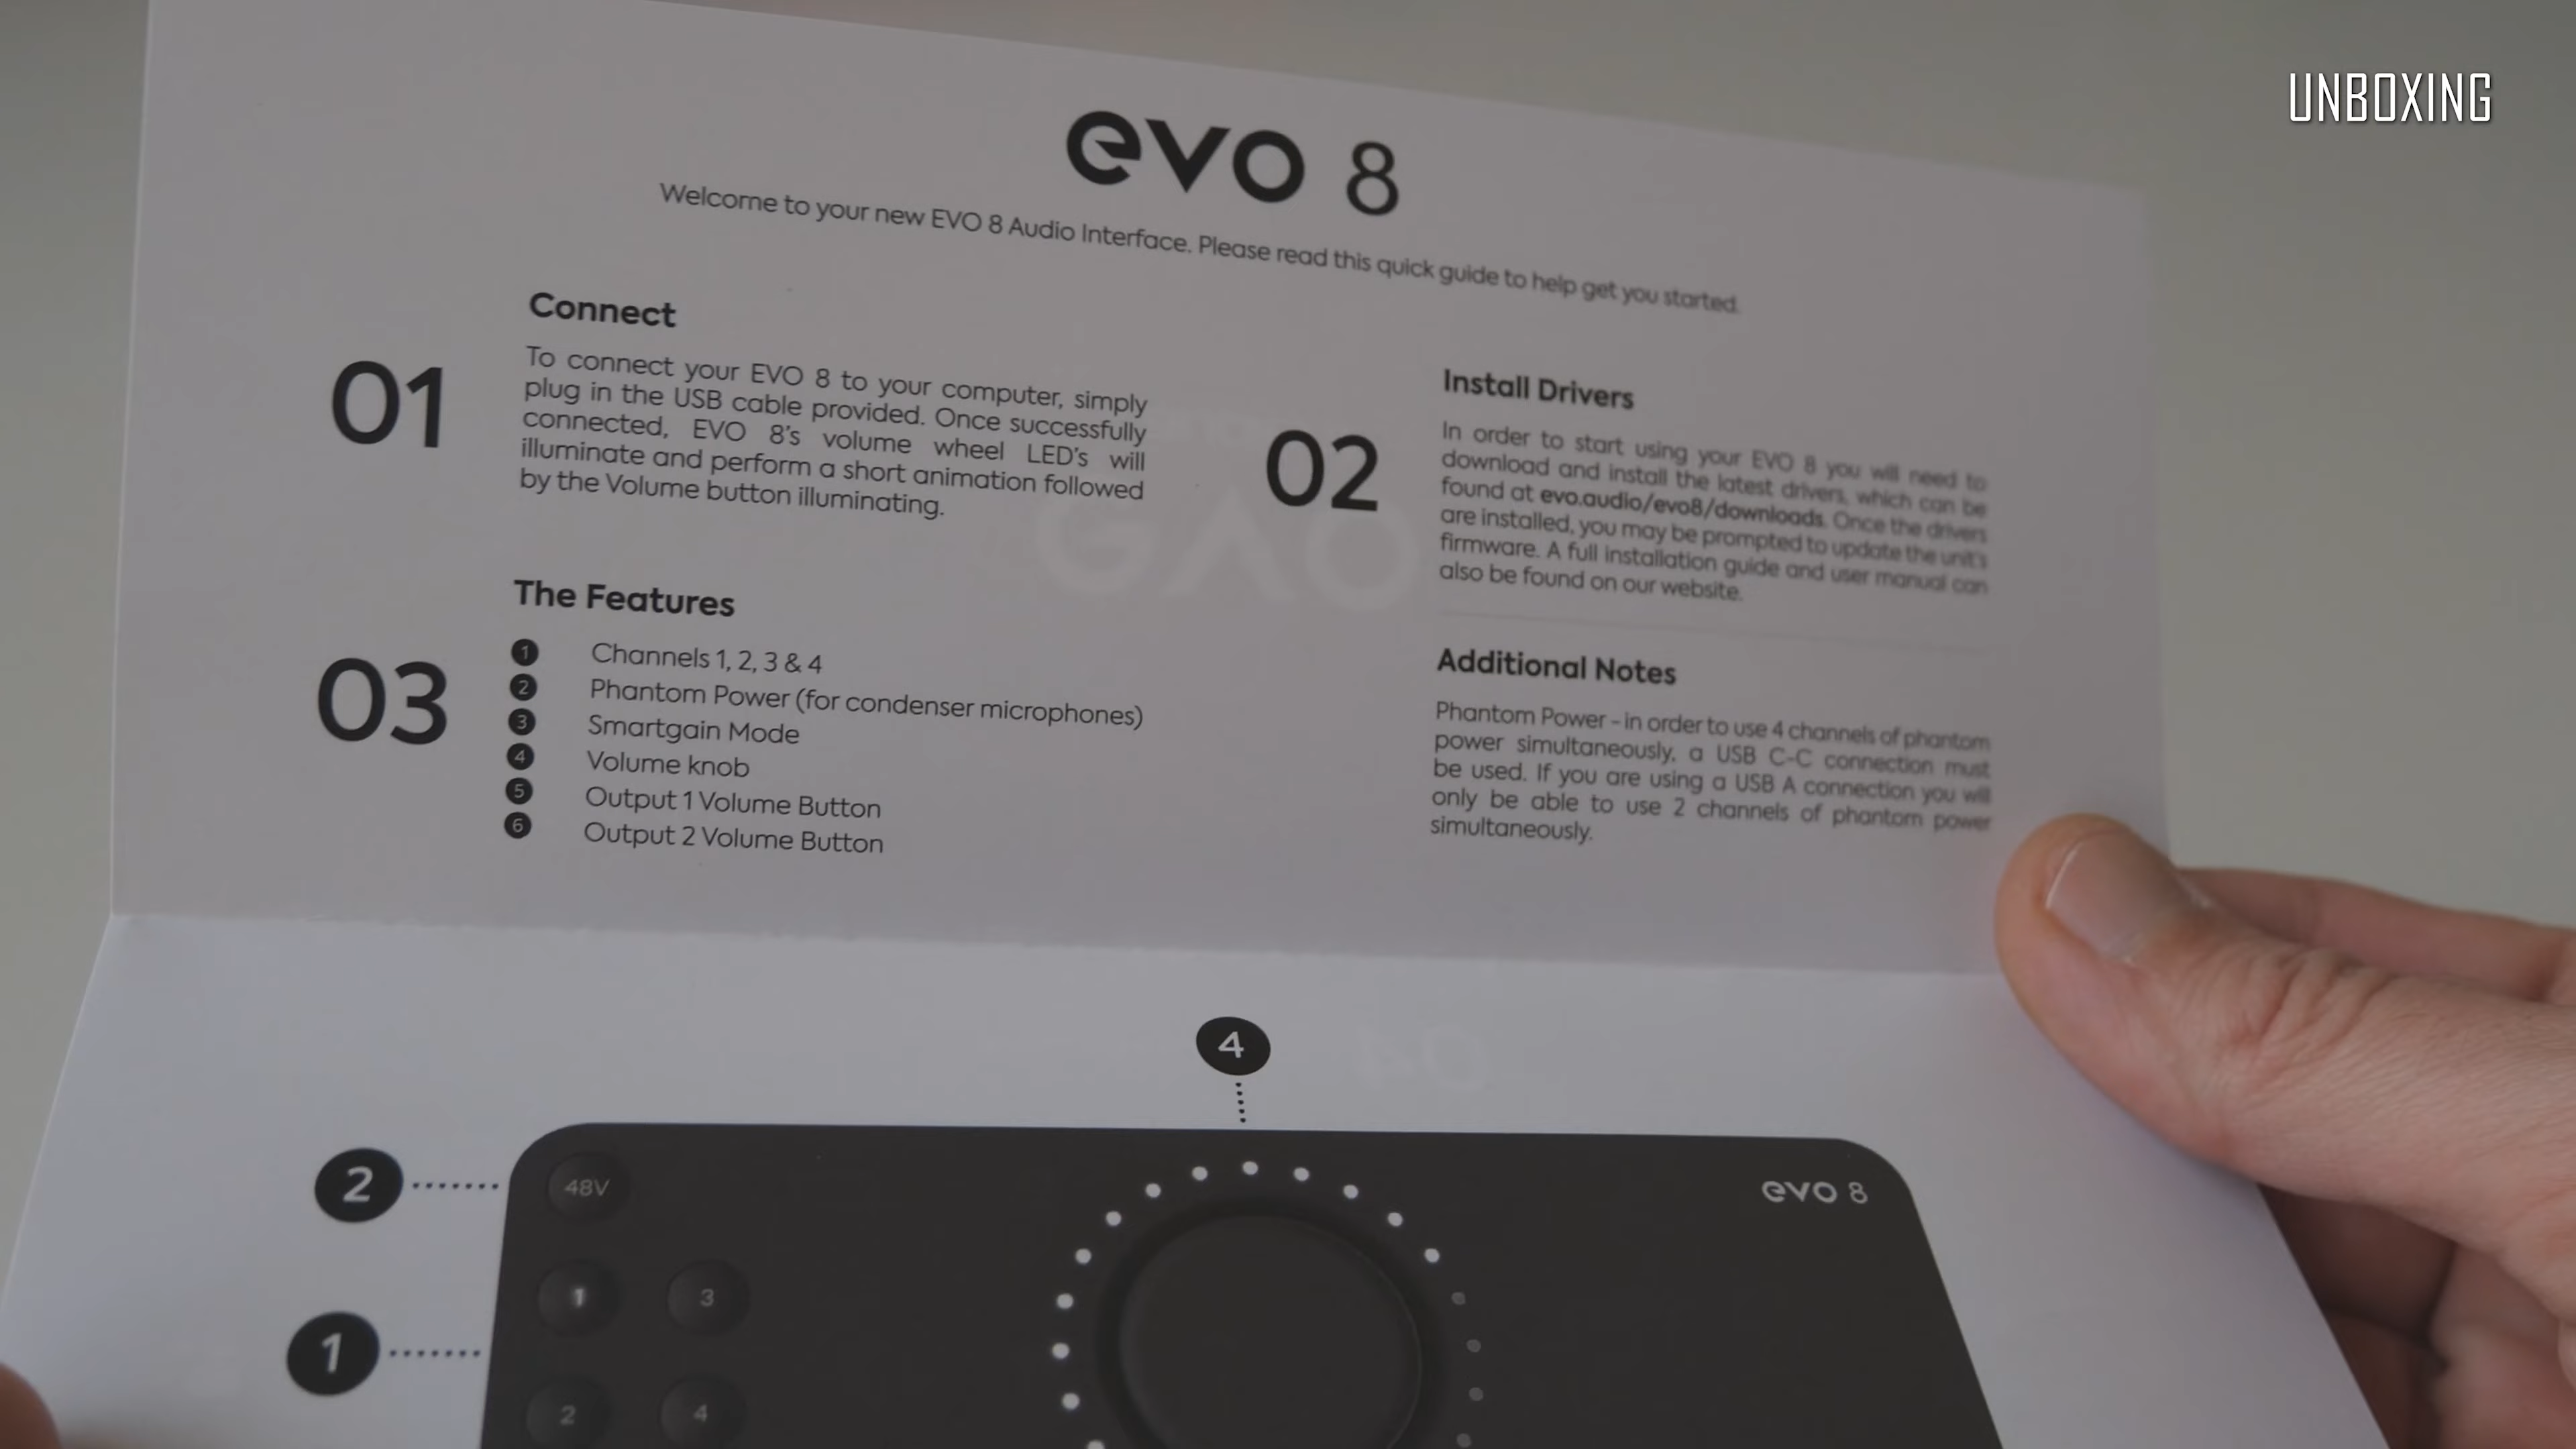 UNBOXING
evo 8
Welcome to your new EVO 8 Audio Interface. Please read this quick guide to help get you started.
01
Connect
To connect your EVO 8 to your computer, simply
plug in the USB cable provided. Once successfully
connected, EVO 8's volume wheel LED's will
illuminate and perform a short animation followed
by the Volume button illuminating.
02
Install Drivers
In order to start using your EVO 8 you will need to
download and install the latest drivers, which can be
found at evo.audio/evo8/downloads. Once the drivers
are installed, you may be prompted to update the unit's
firmware. A full installation guide and user manual can
also be found on our website.
03
The Features
1 Channels 1, 2, 3 & 4
2 Phantom Power (for condenser microphones)
3 Smartgain Mode
4 Volume knob
5 Output 1 Volume Button
6 Output 2 Volume Button
Additional Notes
Phantom Power - in order to use 4 channels of phantom
power simultaneously, a USB C-C connection must
be used. If you are using a USB A connection you will
only be able to use 2 channels of phantom power
simultaneously.
4
2
48V
evo 8
1 3
1
2 4